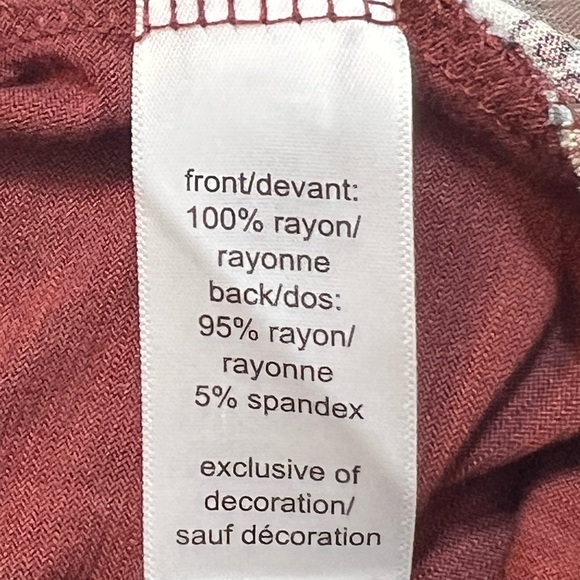 front/devant:
100% rayon/
rayonne
back/dos:
95% rayon/
rayonne
5% spandex
exclusive of
decoration/
sauf décoration